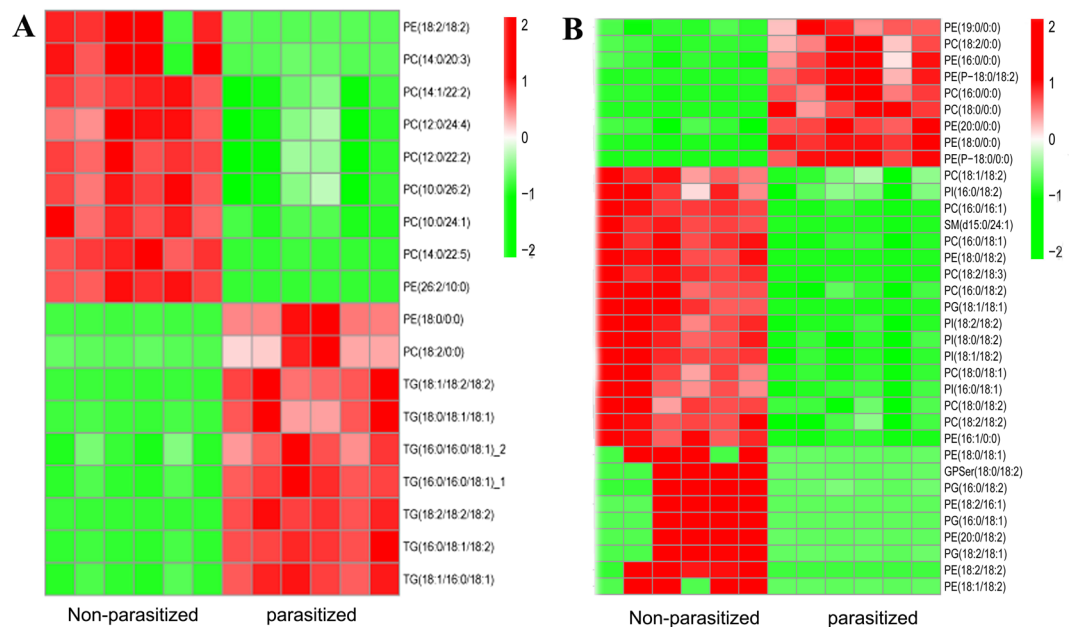 A
PE(18:2/18:2)
PC(14:0/20:3)
PC(14:1/22:2)
PC(12:0/24:4)
PC(12:0/22:2)
PC(10:0/26:2)
PC(10:0/24:1)
PC(14:0/22:5)
PE(26:2/10:0)
PE(18:0/0:0)
PC(18:2/0:0)
TG(18:1/18:2/18:2)
TG(18:0/18:1/18:1)
TG(16:0/16:0/18:1)_2
TG(16:0/16:0/18:1)_1
TG(18:2/18:2/18:2)
TG(16:0/18:1/18:2)
TG(18:1/16:0/18:1)
2
1
0
−1
−2
Non-parasitized parasitized
B
PE(19:0/0:0)
PC(18:2/0:0)
PE(16:0/0:0)
PE(P−18:0/18:2)
PC(16:0/0:0)
PC(18:0/0:0)
PE(20:0/0:0)
PE(18:0/0:0)
PE(P−18:0/0:0)
PC(18:1/18:2)
PI(16:0/18:2)
PC(16:0/16:1)
SM(d15:0/24:1)
PC(16:0/18:1)
PE(18:0/18:2)
PC(18:2/18:3)
PC(16:0/18:2)
PG(18:1/18:1)
PI(18:2/18:2)
PI(18:0/18:2)
PI(18:1/18:2)
PC(18:0/18:1)
PI(16:0/18:1)
PC(18:0/18:2)
PC(18:2/18:2)
PE(16:1/0:0)
PE(18:0/18:1)
GPSer(18:0/18:2)
PG(16:0/18:2)
PE(18:2/16:1)
PG(16:0/18:1)
PE(20:0/18:2)
PG(18:2/18:1)
PE(18:2/18:2)
PE(18:1/18:2)
2
1
0
−1
−2
Non-parasitized parasitized